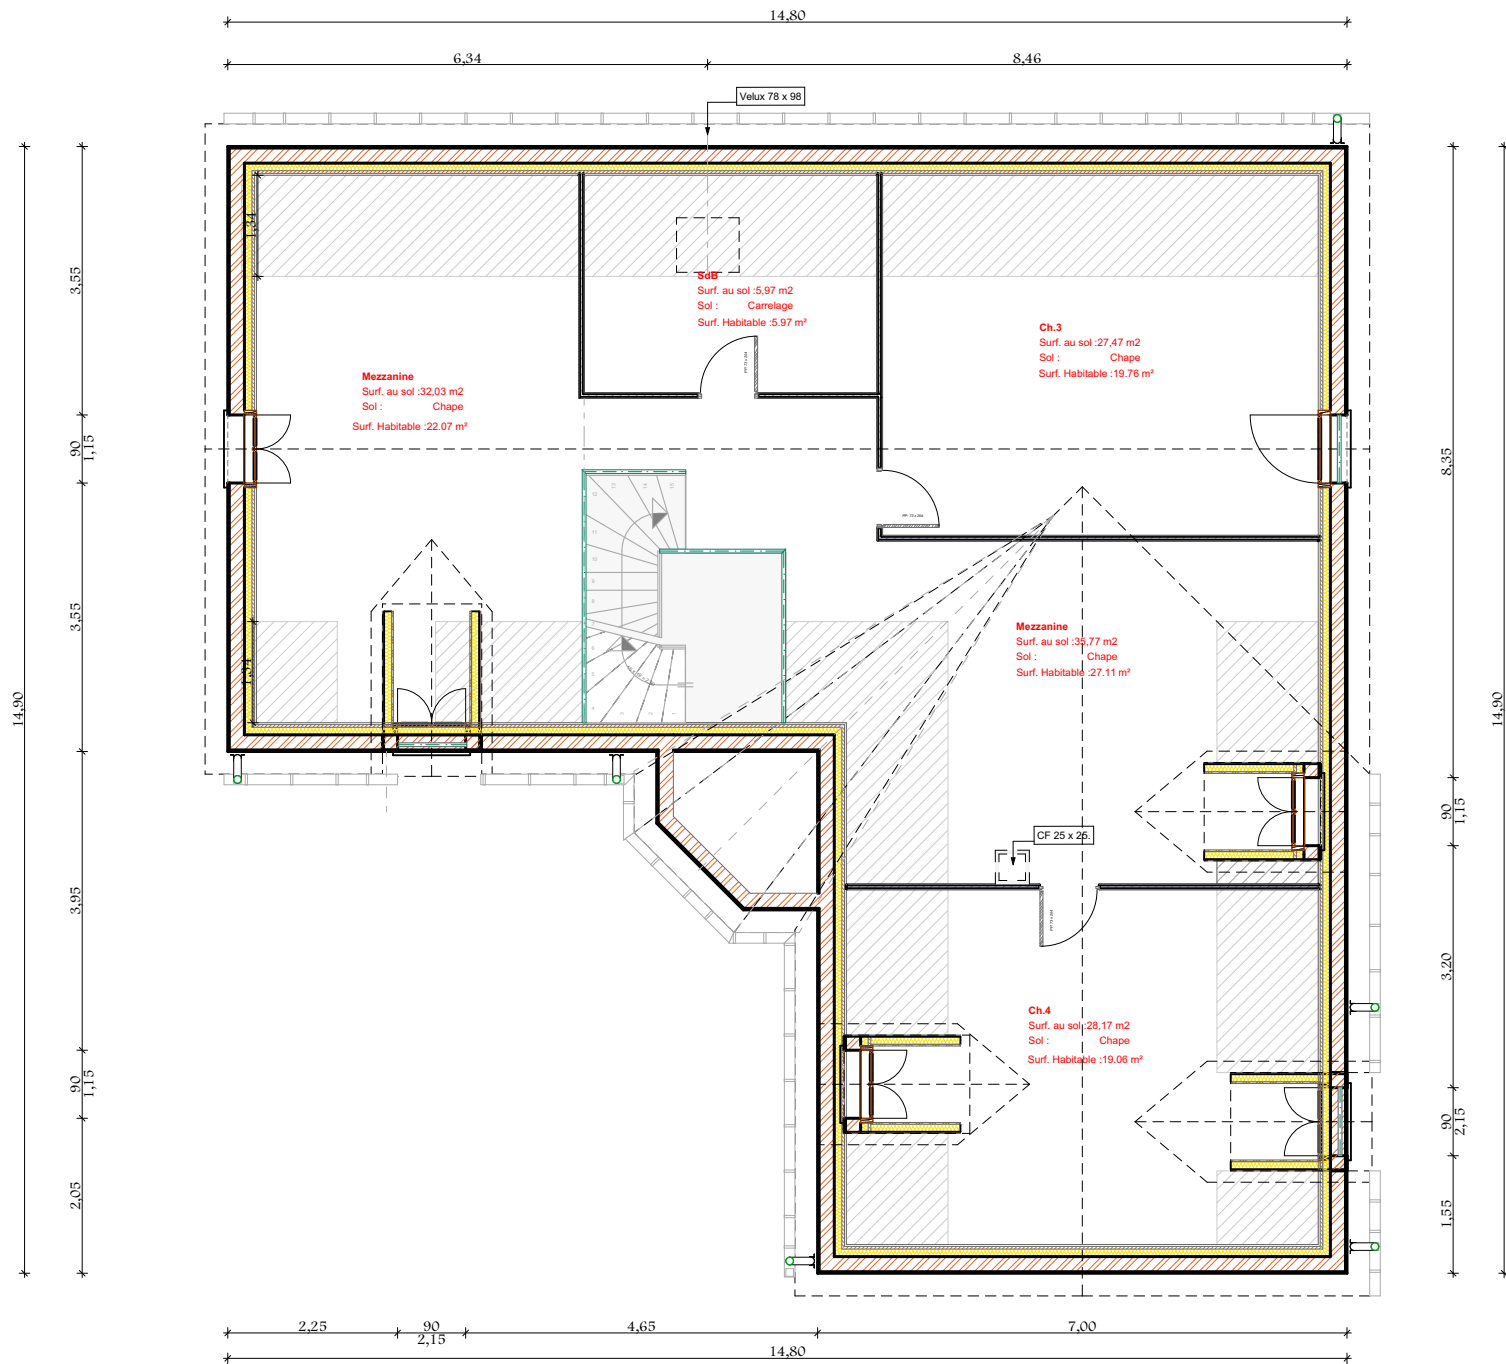 14,80
6,34 8,46
Velux 78 x 98
1,34
3,55
SdB
Surf. au sol :5,97 m2
Sol : Carrelage
Surf. Habitable :5.97 m²
Ch.3
Surf. au sol :27,47 m2
Sol : Chape
Surf. Habitable :19.76 m²
Mezzanine
Surf. au sol :32,03 m2
Sol : Chape
Surf. Habitable :22.07 m²
90
1,15
8,35
3,55
Mezzanine
Surf. au sol :35,77 m2
Sol : Chape
Surf. Habitable :27.11 m²
1,34
14,90
14,90
90
1,15
CF 25 x 25.
3,95
3,20
Ch.4
Surf. au sol :28,17 m2
Sol : Chape
Surf. Habitable :19.06 m²
90
1,15
90
2,15
2,05
1,55
2,25 90 4,65 7,00
2,15
14,80